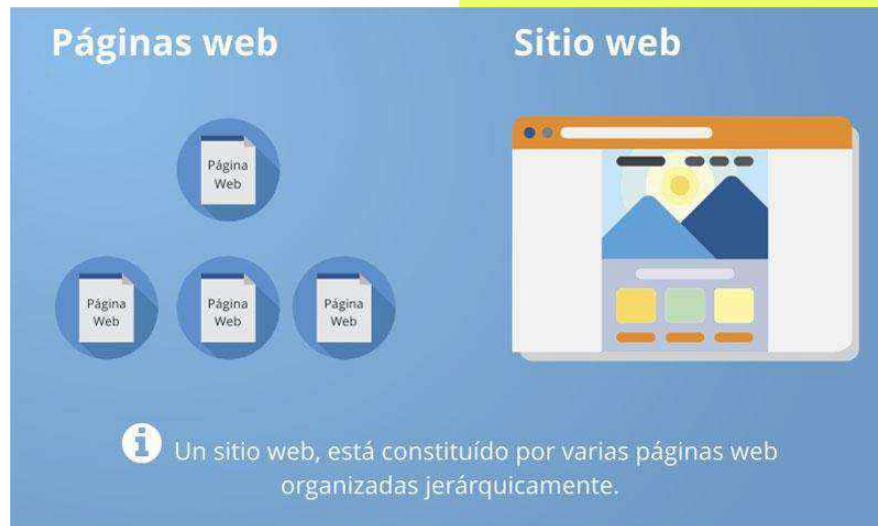 Páginas web
Sitio web
Página
Web
Página
Web
Página
Web
Página
Web
Un sitio web, está constituído por varias páginas web
organizadas jerárquicamente.